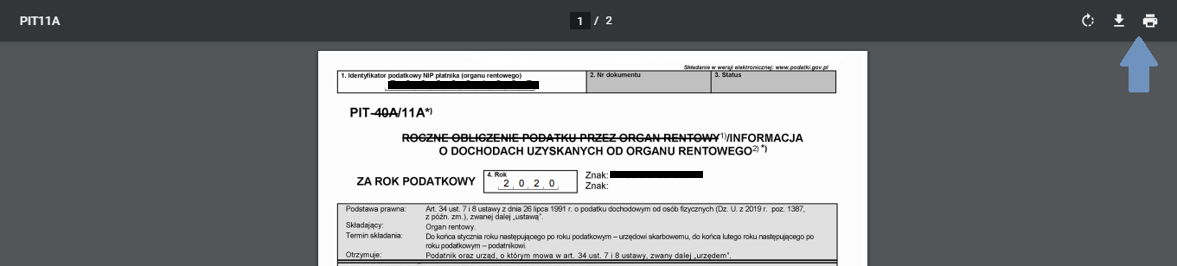 PIT11A
1 / 2
Składanie w wersji elektronicznej: www.podatki.gov.pl
1. Identyfikator podatkowy NIP płatnika (organu rentowego)
2. Nr dokumentu
3. Status
PIT-40A/11A*)
ROCZNE OBLICZENIE PODATKU PRZEZ ORGAN RENTOWY1)/INFORMACJA
O DOCHODACH UZYSKANYCH OD ORGANU RENTOWEGO2) *)
ZA ROK PODATKOWY
4. Rok
2 0 2 0
Znak:
Znak:
Podstawa prawna: Art. 34 ust. 7 i 8 ustawy z dnia 26 lipca 1991 r. o podatku dochodowym od osób fizycznych (Dz. U. z 2019 r. poz. 1387,
z późn. zm.), zwanej dalej „ustawą”.
Składający: Organ rentowy.
Termin składania: Do końca stycznia roku następującego po roku podatkowym – urzędowi skarbowemu, do końca lutego roku następującego po
roku podatkowym – podatnikowi.
Otrzymuje: Podatnik oraz urząd, o którym mowa w art. 34 ust. 7 i 8 ustawy, zwany dalej „urzędem”.